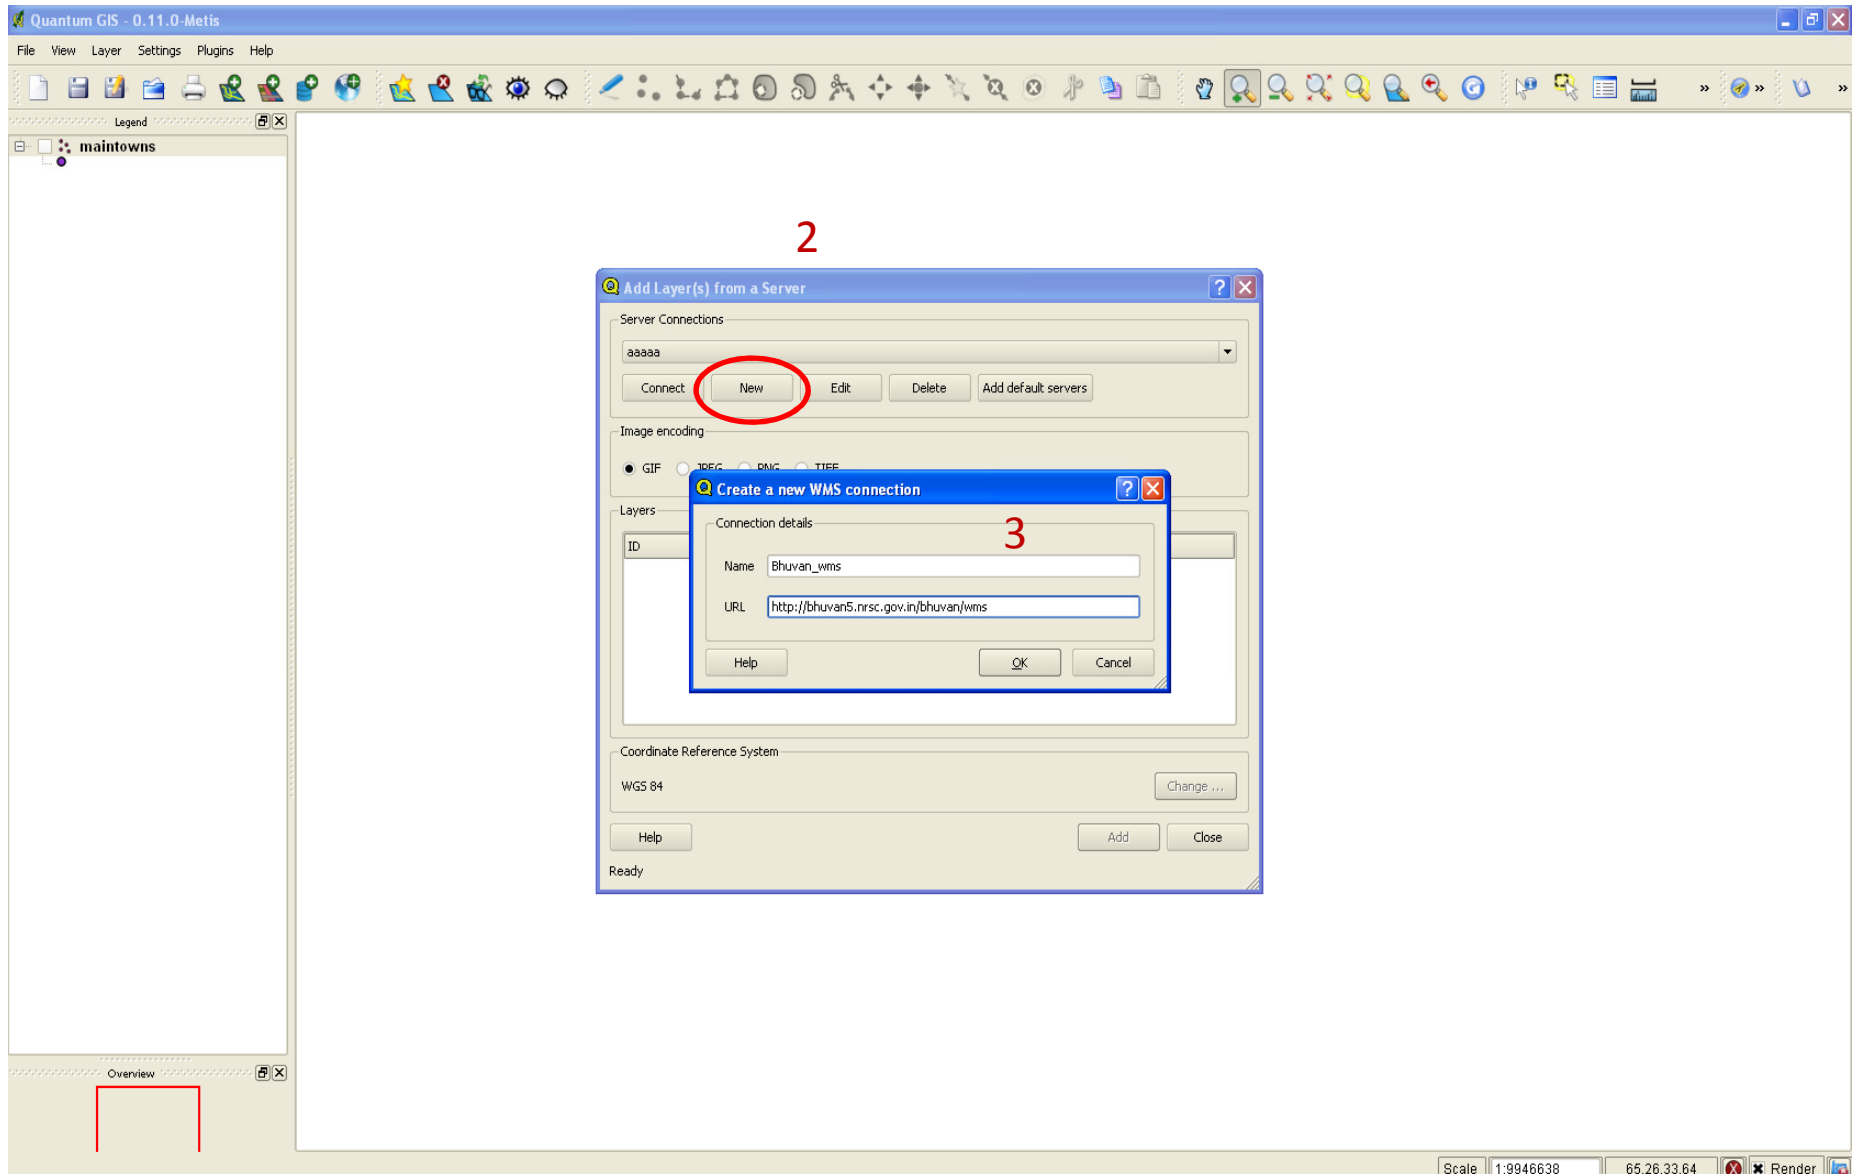 Quantum GIS - 0.11.0-Metis
File View Layer Settings Plugins Help
Legend
maintowns
2
Add Layer(s) from a Server
Server Connections
aaaaa
Connect New Edit Delete Add default servers
Image encoding
GIF JPEG PNG TIFF
Create a new WMS connection
Layers
Connection details
3
ID
Name Bhuvan_wms
URL http://bhuvan5.nrsc.gov.in/bhuvan/wms
Help OK Cancel
Coordinate Reference System
WGS 84 Change ...
Help Add Close
Ready
Overview
Scale 1:9946638 65.26,33.64 Render